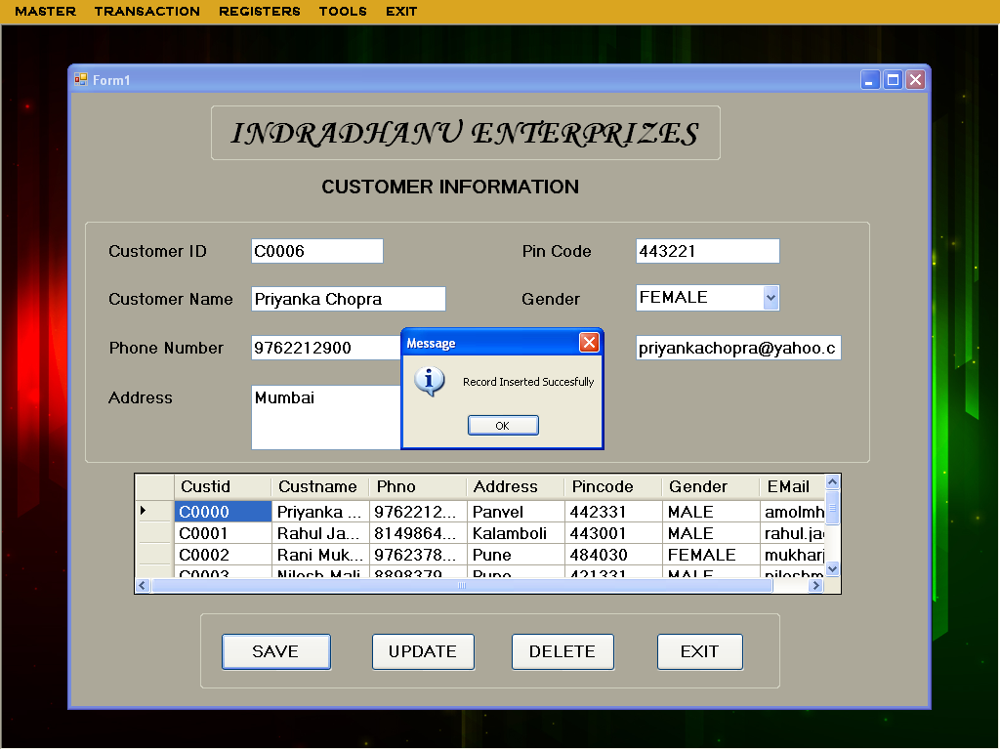 MASTER TRANSACTION REGISTERS TOOLS EXIT
Form1
INDRADHANU ENTERPRIZES
CUSTOMER INFORMATION
Customer ID C0006 Pin Code 443221
Customer Name Priyanka Chopra Gender FEMALE
Phone Number 9762212900 priyankachopra@yahoo.c
Message
Record Inserted Succesfully
OK
Address Mumbai
Custid Custname Phno Address Pincode Gender EMail
C0000 Priyanka ... 9762212... Panvel 442331 MALE amolmh
C0001 Rahul Ja... 8149864... Kalamboli 443001 MALE rahul.ja
C0002 Rani Muk... 9762378... Pune 484030 FEMALE mukharj
C0003 Nilesh Mali 8898379... Pune 421331 MALE nileshm
SAVE UPDATE DELETE EXIT